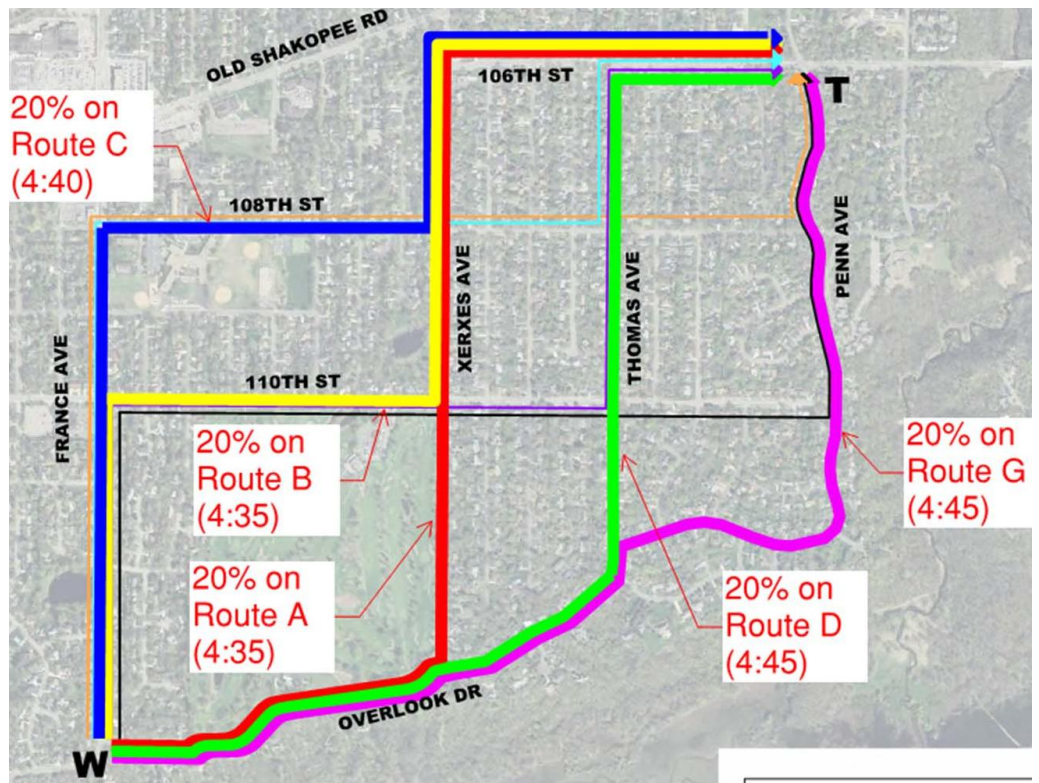 OLD SHAKOPEE RD
106TH ST
T
20% on
Route C
(4:40)
108TH ST
FRANCE AVE
XERXES AVE
THOMAS AVE
PENN AVE
110TH ST
20% on
Route B
(4:35)
20% on
Route G
(4:45)
20% on
Route A
(4:35)
20% on
Route D
(4:45)
OVERLOOK DR
W